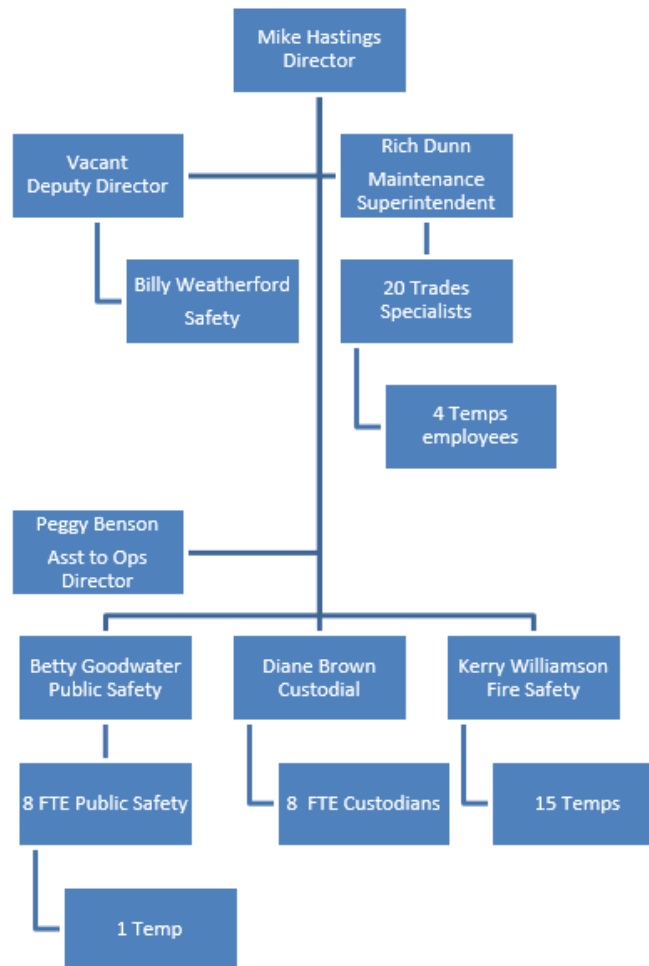 Mike Hastings
Director
Vacant
Deputy Director
Rich Dunn
Maintenance
Superintendent
Billy Weatherford
Safety
20 Trades
Specialists
4 Temps
employees
Peggy Benson
Asst to Ops
Director
Betty Goodwater
Public Safety
Diane Brown
Custodial
Kerry Williamson
Fire Safety
8 FTE Public Safety
8 FTE Custodians
15 Temps
1 Temp